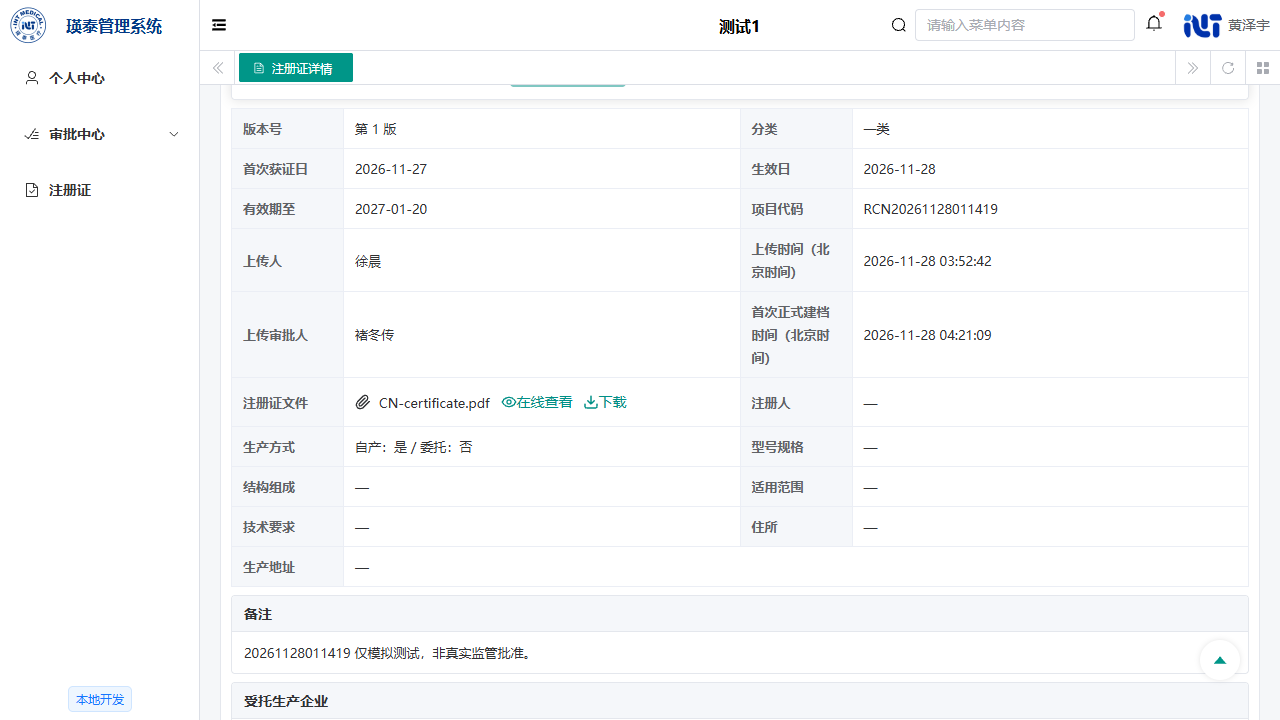 瑛泰管理系统
测试1
请输入菜单内容
黄泽宇
个人中心
审批中心
注册证
本地开发
注册证详情
版本号 第 1 版 分类 一类
首次获证日 2026-11-27 生效日 2026-11-28
有效期至 2027-01-20 项目代码 RCN20261128011419
上传人 徐晨 上传时间（北
京时间） 2026-11-28 03:52:42
上传审批人 褚冬传 首次正式建档
时间（北京时
间） 2026-11-28 04:21:09
注册证文件 CN-certificate.pdf 在线查看 下载 注册人 —
生产方式 自产：是 / 委托：否 型号规格 —
结构组成 — 适用范围 —
技术要求 — 住所 —
生产地址 —
备注
20261128011419 仅模拟测试，非真实监管批准。
受托生产企业